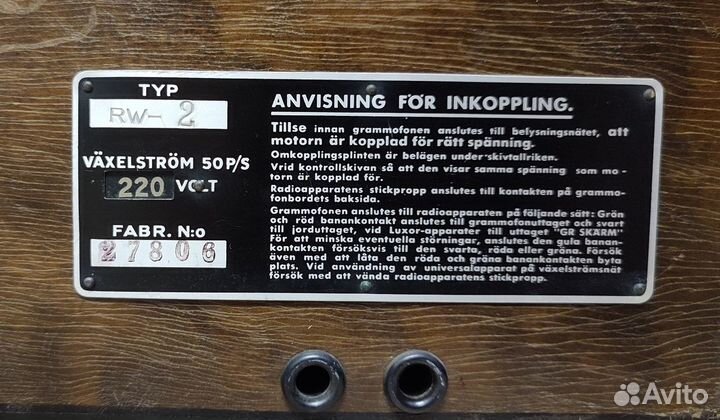 TYP
RW- 2
VÄXELSTRÖM 50 P/S
220 VOLT
FABR. N:o
27806
ANVISNING FÖR INKOPPLING.
Tillse innan grammofonen anslutes till belysningsnätet, att
motorn är kopplad för rätt spänning.
Omkopplingsplinten är belägen under skivtallriken.
Vrid kontrollskivan så att den visar samma spänning som mo-
torn är kopplad för.
Radioapparatens stickpropp anslutes till kontakten på grammo-
fonbordets baksida.
Grammofonen anslutes till radioapparaten på följande sätt: Grön
och röd banankontakt anslutes till grammofonuttaget och svart
till jorduttaget, vid Luxor-apparater till uttaget "GR SKÄRM"
För att minska eventuella störningar, anslutes den gula banan-
kontakten försöksvis till den svarta, röda eller gröna. Försök
även med att låta den röda och gröna banankontakten byta
plats. Vid användning av universalapparat på växelströmsnät
försök med att vända radioapparatens stickpropp.
Avito